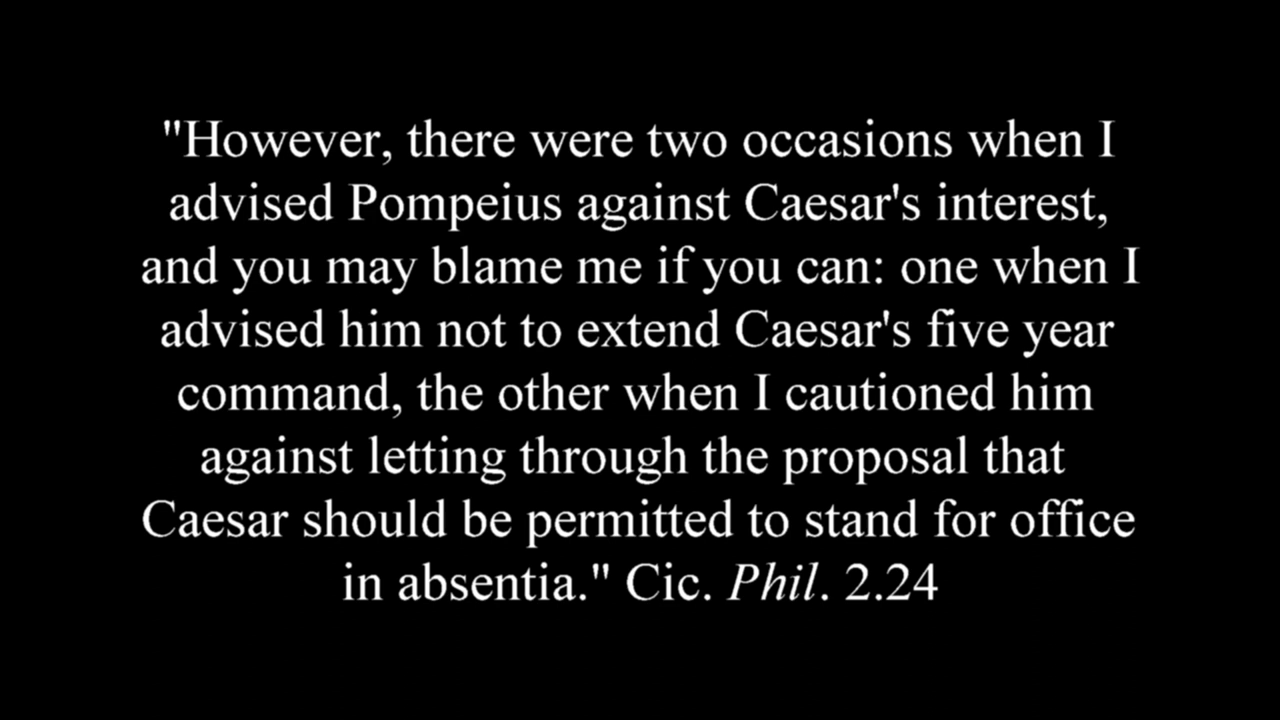 "However, there were two occasions when I
advised Pompeius against Caesar's interest,
and you may blame me if you can: one when I
advised him not to extend Caesar's five year
command, the other when I cautioned him
against letting through the proposal that
Caesar should be permitted to stand for office
in absentia." Cic. Phil. 2.24